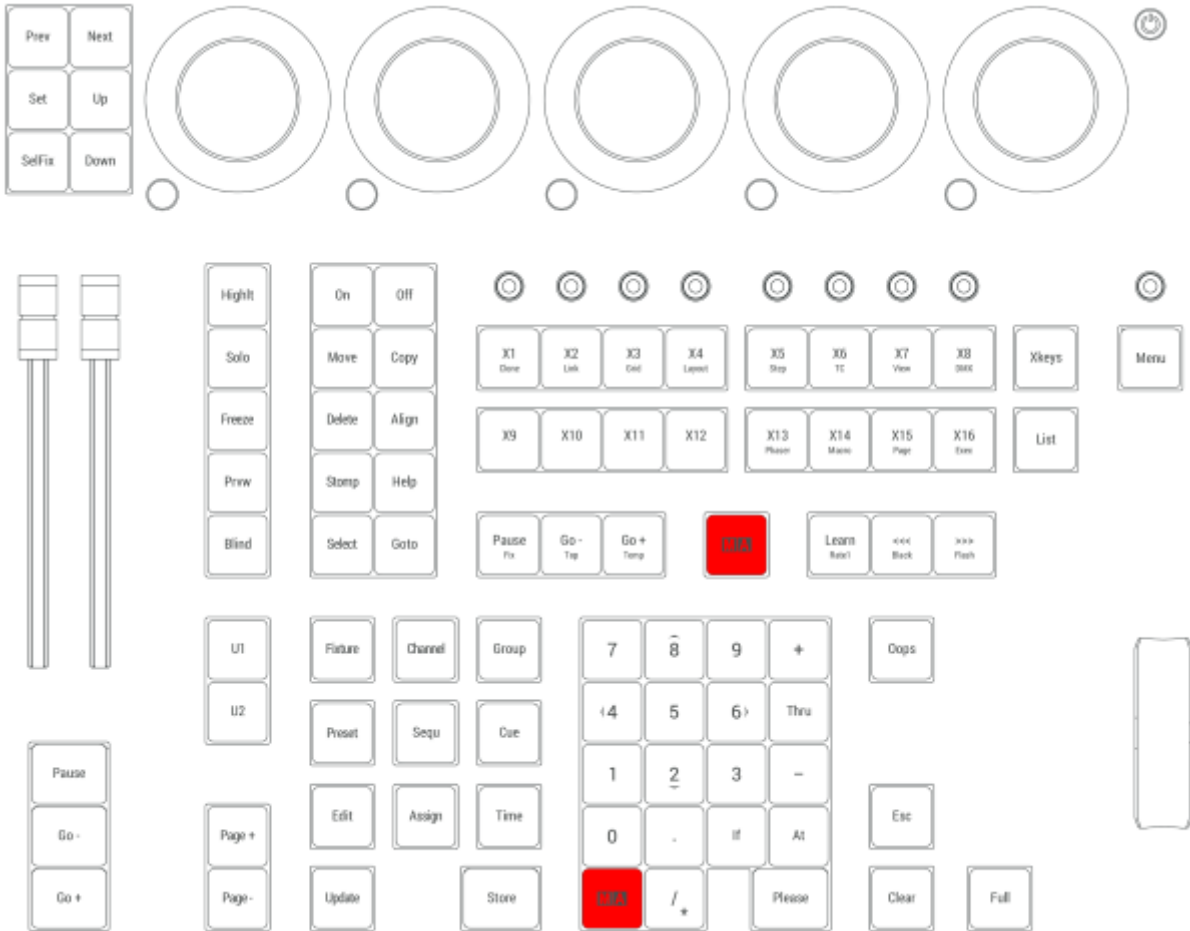 Prev Next
Set Up
SelFix Down
Highlt On Off
Solo Move Copy X1 X2 X3 X4 X5 X6 X7 X8 Xkeys Menu
Clone Link Grid Layout Step TC View DMX
Freeze Delete Align X9 X10 X11 X12 X13 X14 X15 X16 List
Phaser Macro Page Exec
Prvw Stomp Help
Blind Select Goto Pause Go - Go + MA Learn <<< >>>
Fix Top Temp Rate1 Black Flash
U1 Fixture Channel Group 7 8 9 + Oops
U2 Preset Sequ Cue 4 5 6 Thru
Pause 1 2 3 -
Go - Page + Edit Assign Time 0 . If At Esc
Go + Page - Update Store MA / * Please Clear Full